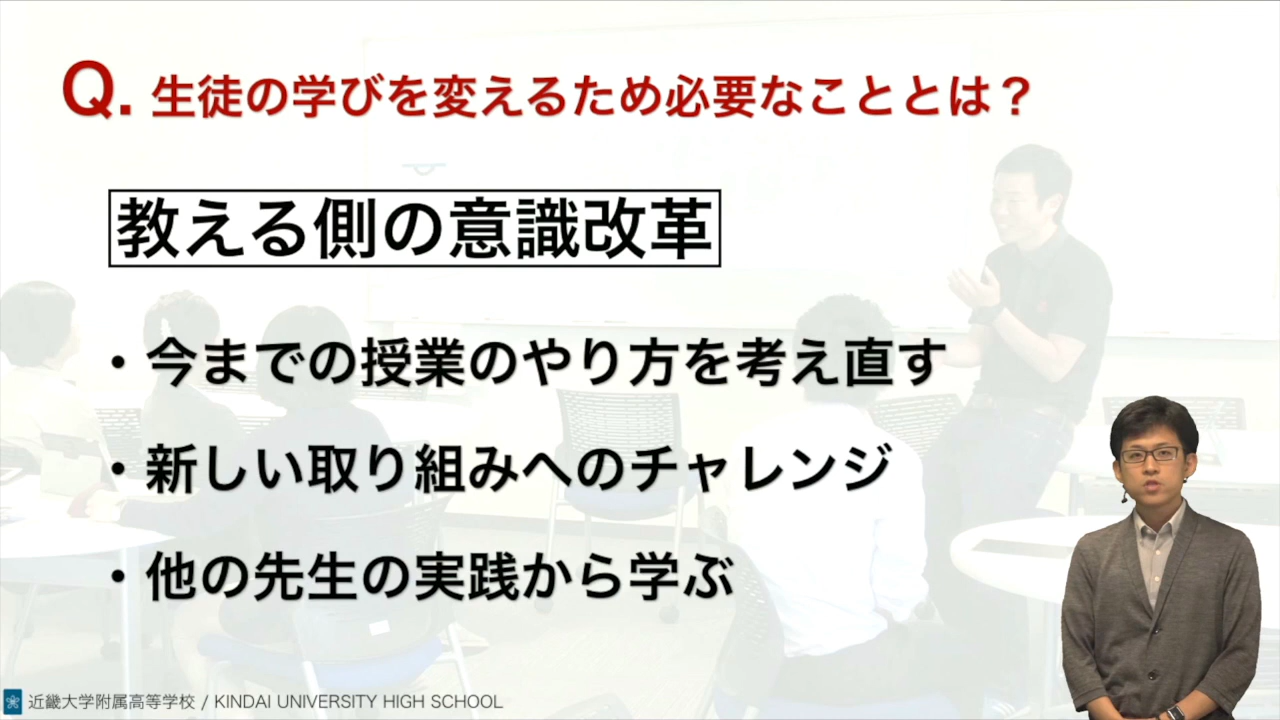 Q. 生徒の学びを変えるため必要なこととは？
教える側の意識改革
・今までの授業のやり方を考え直す
・新しい取り組みへのチャレンジ
・他の先生の実践から学ぶ
近畿大学附属高等学校 / KINDAI UNIVERSITY HIGH SCHOOL